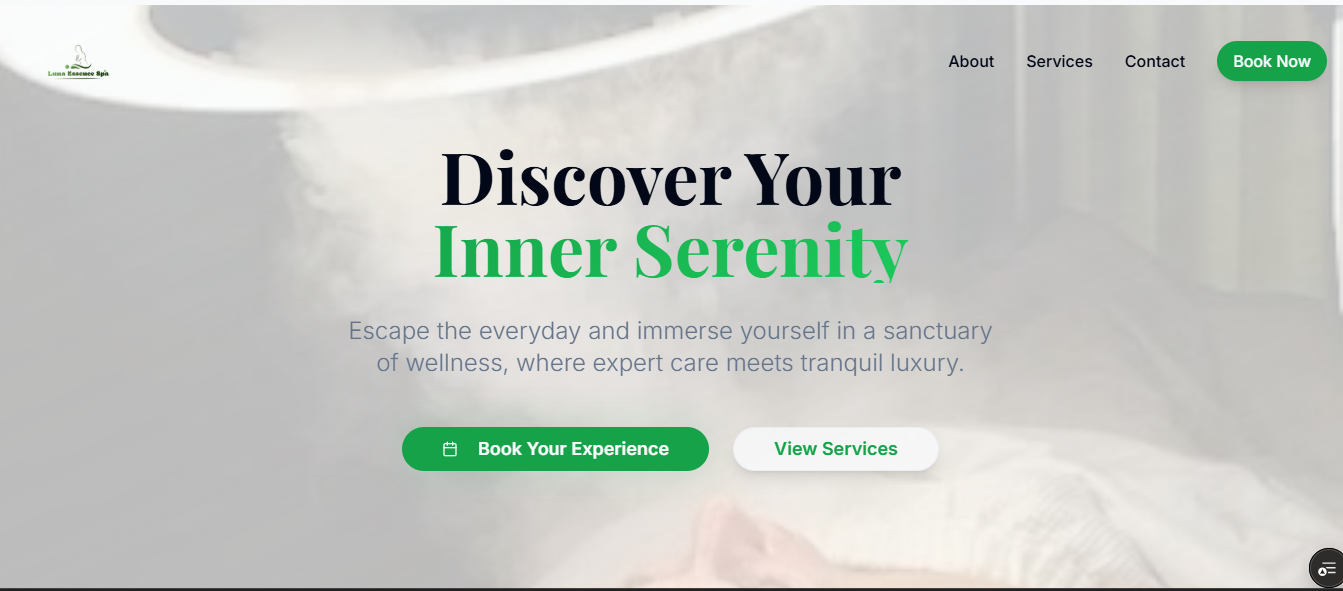 Luna Essence Spa
About
Services
Contact
Book Now
Discover Your
Inner Serenity
Escape the everyday and immerse yourself in a sanctuary
of wellness, where expert care meets tranquil luxury.
Book Your Experience
View Services